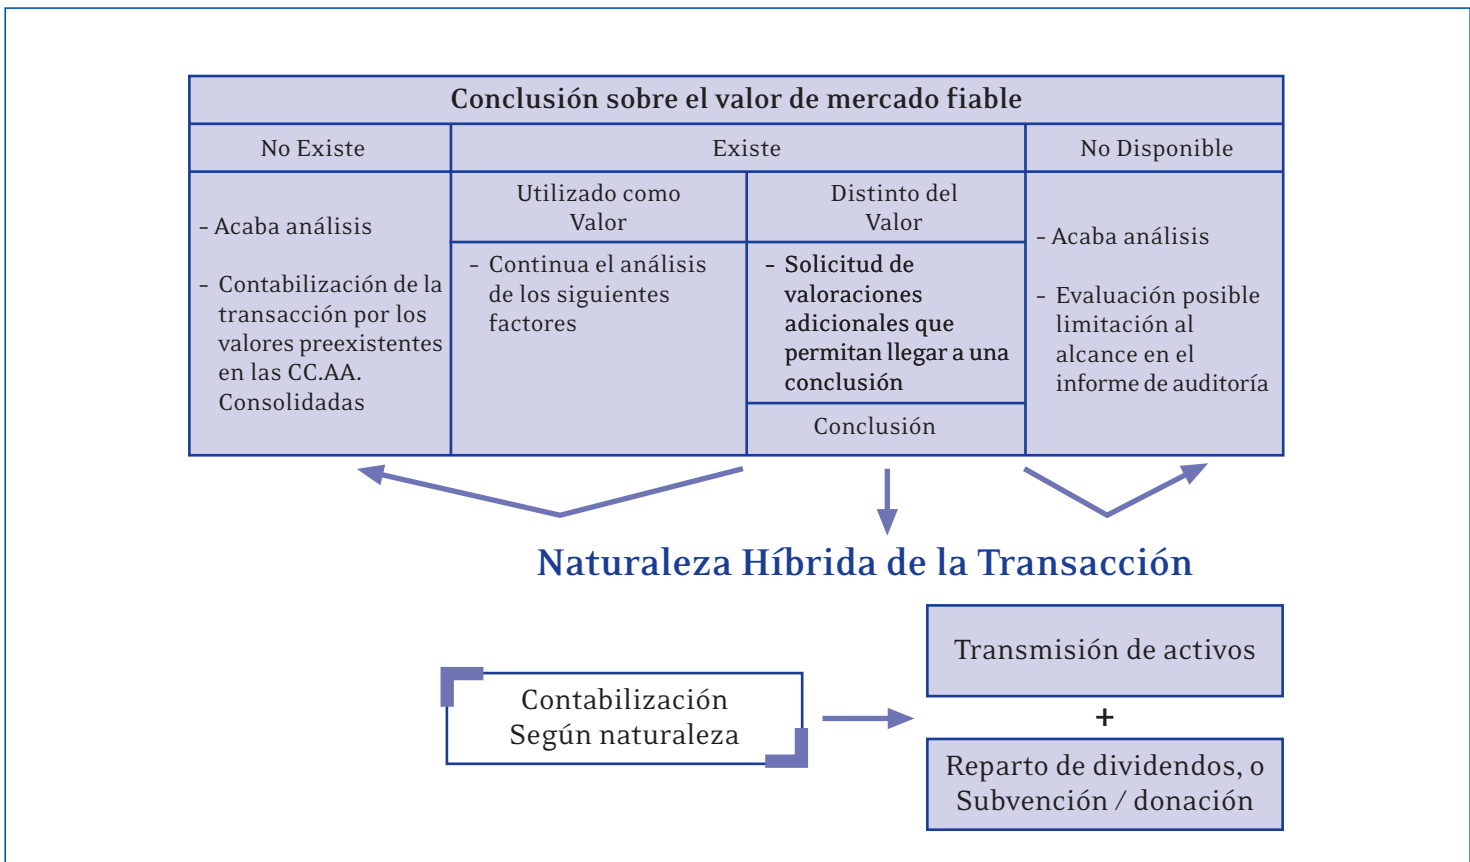 Conclusión sobre el valor de mercado fiable
No Existe
Existe
No Disponible
- Acaba análisis
- Contabilización de la
transacción por los
valores preexistentes
en las CC.AA.
Consolidadas
Utilizado como
Valor
- Continua el análisis
de los siguientes
factores
Distinto del
Valor
- Solicitud de
valoraciones
adicionales que
permitan llegar a una
conclusión
Conclusión
- Acaba análisis
- Evaluación posible
limitación al
alcance en el
informe de auditoría
Naturaleza Híbrida de la Transacción
Contabilización
Según naturaleza
Transmisión de activos
+
Reparto de dividendos, o
Subvención / donación